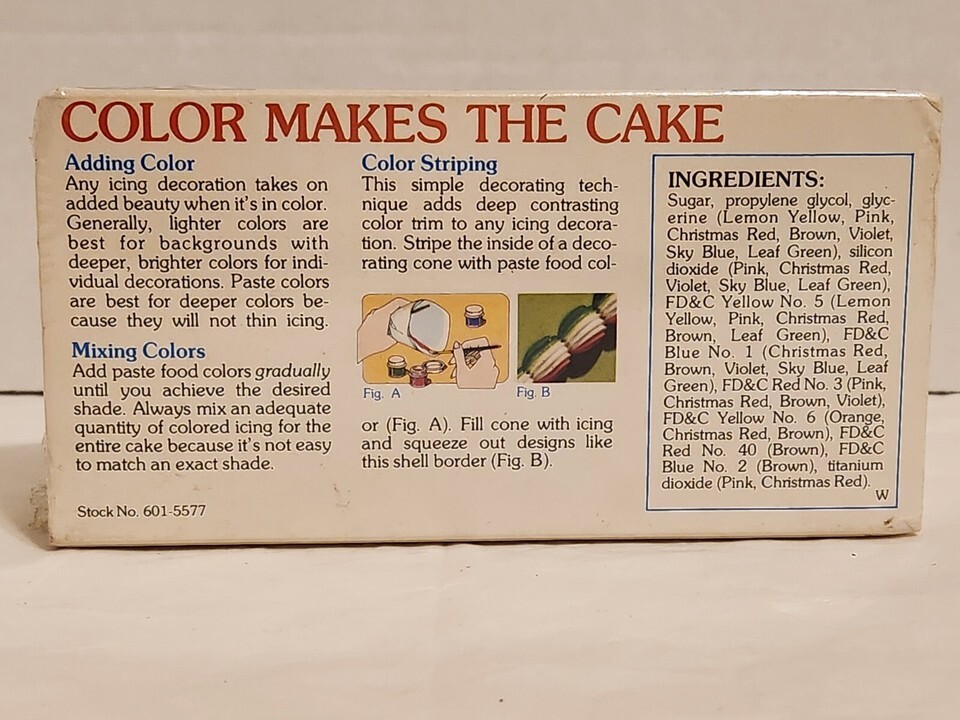 COLOR MAKES THE CAKE
Adding Color
Any icing decoration takes on
added beauty when it's in color.
Generally, lighter colors are
best for backgrounds with
deeper, brighter colors for indi-
vidual decorations. Paste colors
are best for deeper colors be-
cause they will not thin icing.
Mixing Colors
Add paste food colors gradually
until you achieve the desired
shade. Always mix an adequate
quantity of colored icing for the
entire cake because it's not easy
to match an exact shade.
Stock No. 601-5577
Color Striping
This simple decorating tech-
nique adds deep contrasting
color trim to any icing decora-
tion. Stripe the inside of a deco-
rating cone with paste food col-
Fig. A
Fig. B
or (Fig. A). Fill cone with icing
and squeeze out designs like
this shell border (Fig. B).
INGREDIENTS:
Sugar, propylene glycol, glyc-
erine (Lemon Yellow, Pink,
Christmas Red, Brown, Violet,
Sky Blue, Leaf Green), silicon
dioxide (Pink, Christmas Red,
Violet, Sky Blue, Leaf Green),
FD&C Yellow No. 5 (Lemon
Yellow, Pink, Christmas Red,
Brown, Leaf Green), FD&C
Blue No. 1 (Christmas Red,
Brown, Violet, Sky Blue, Leaf
Green), FD&C Red No. 3 (Pink,
Christmas Red, Brown, Violet),
FD&C Yellow No. 6 (Orange,
Christmas Red, Brown), FD&C
Red No. 40 (Brown), FD&C
Blue No. 2 (Brown), titanium
dioxide (Pink, Christmas Red).
W